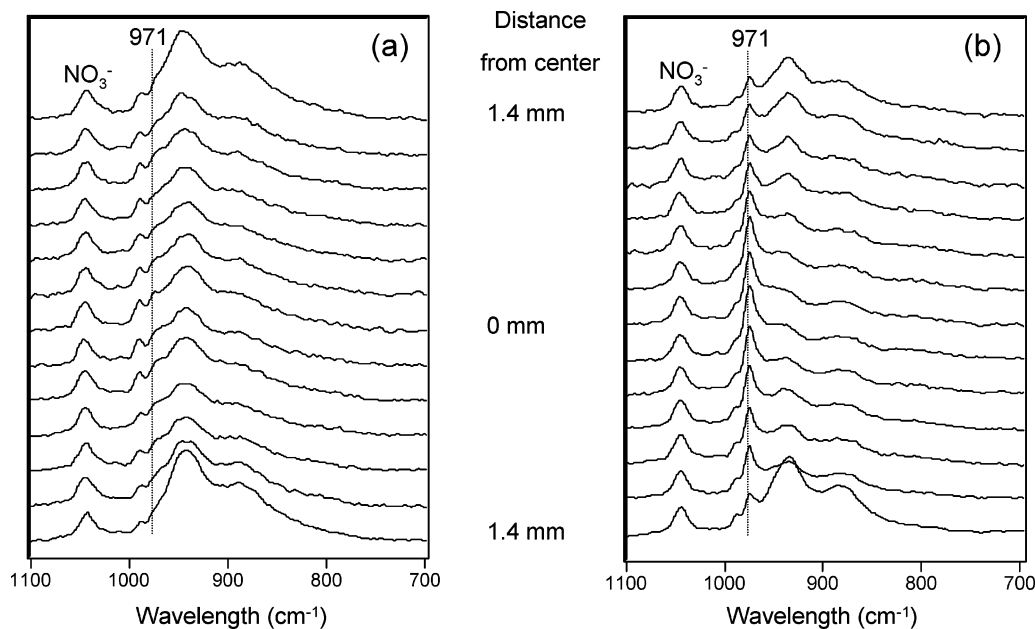 (a)
971
NO3-
1100
1000
900
800
700
Wavelength (cm-1)
Distance
from center
1.4 mm
0 mm
1.4 mm
(b)
971
NO3-
1100
1000
900
800
700
Wavelength (cm-1)